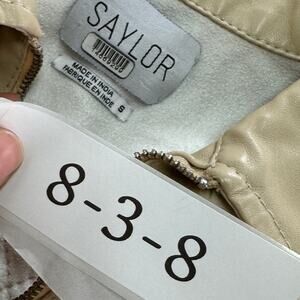 SAYLOR
MADE IN INDIA
FABRIQUE EN INDE
S
8-3-8